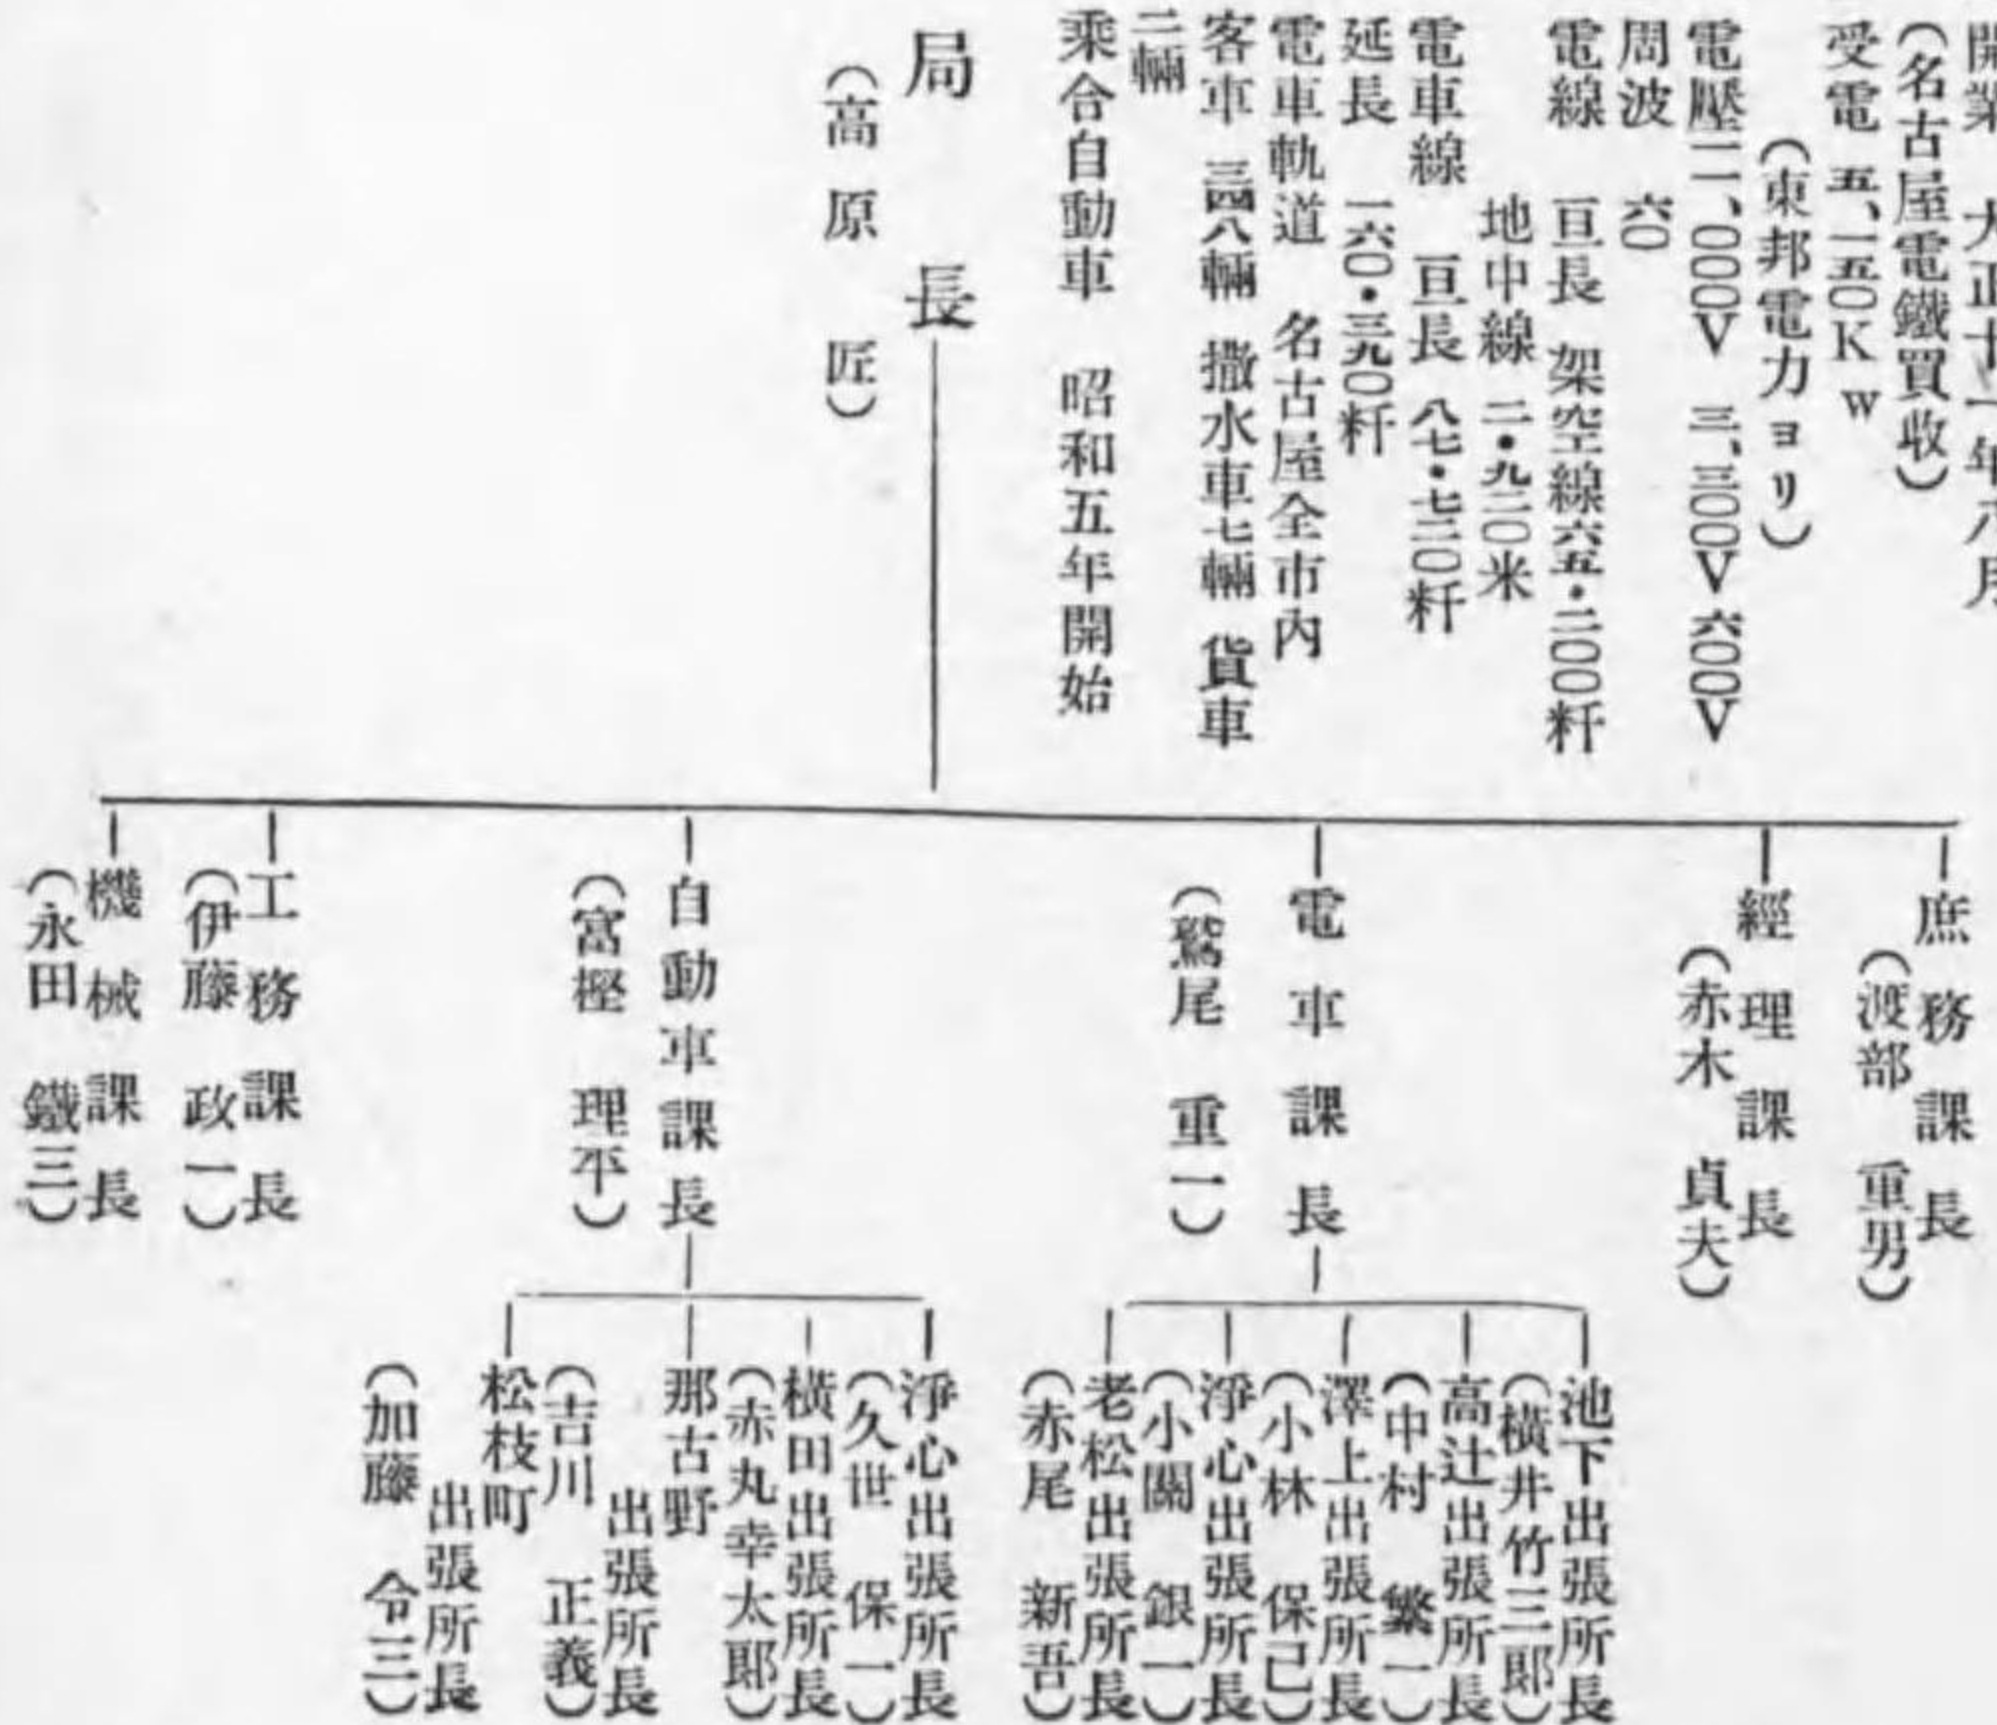 開業 大正十一年八月
(名古屋電鐵買收)
受電 五、一五〇Kw
(東邦電力ヨリ)
電壓一一、〇〇〇V 三、三〇〇V 六〇〇V
周波 六〇
電線 亘長 架空線六五・二〇〇粁
地中線 二・九二〇米
電車線 亘長 八七・七二〇粁
延長 一六〇・三九〇粁
電車軌道 名古屋全市內
客車 三四八輛 撒水車七輛 貨車
二輛
乘合自動車 昭和五年開始
局長
(高原 匠)
庶務課長
(渡部 重男)
經理課長
(赤木 貞夫)
電車課長
(鷲尾 重一)
池下出張所長
(橫井竹三郎)
高辻出張所長
(中村 繁一)
澤上出張所長
(小林 保己)
淨心出張所長
(小關 銀一)
老松出張所長
(赤尾 新吾)
自動車課長
(富樫 理平)
淨心出張所長
(久世 保一)
橫田出張所長
(赤丸幸太郎)
那古野
出張所長
(吉川 正義)
松枝町
出張所長
(加藤 令三)
工務課長
(伊藤 政一)
機械課長
(永田 鐵三)